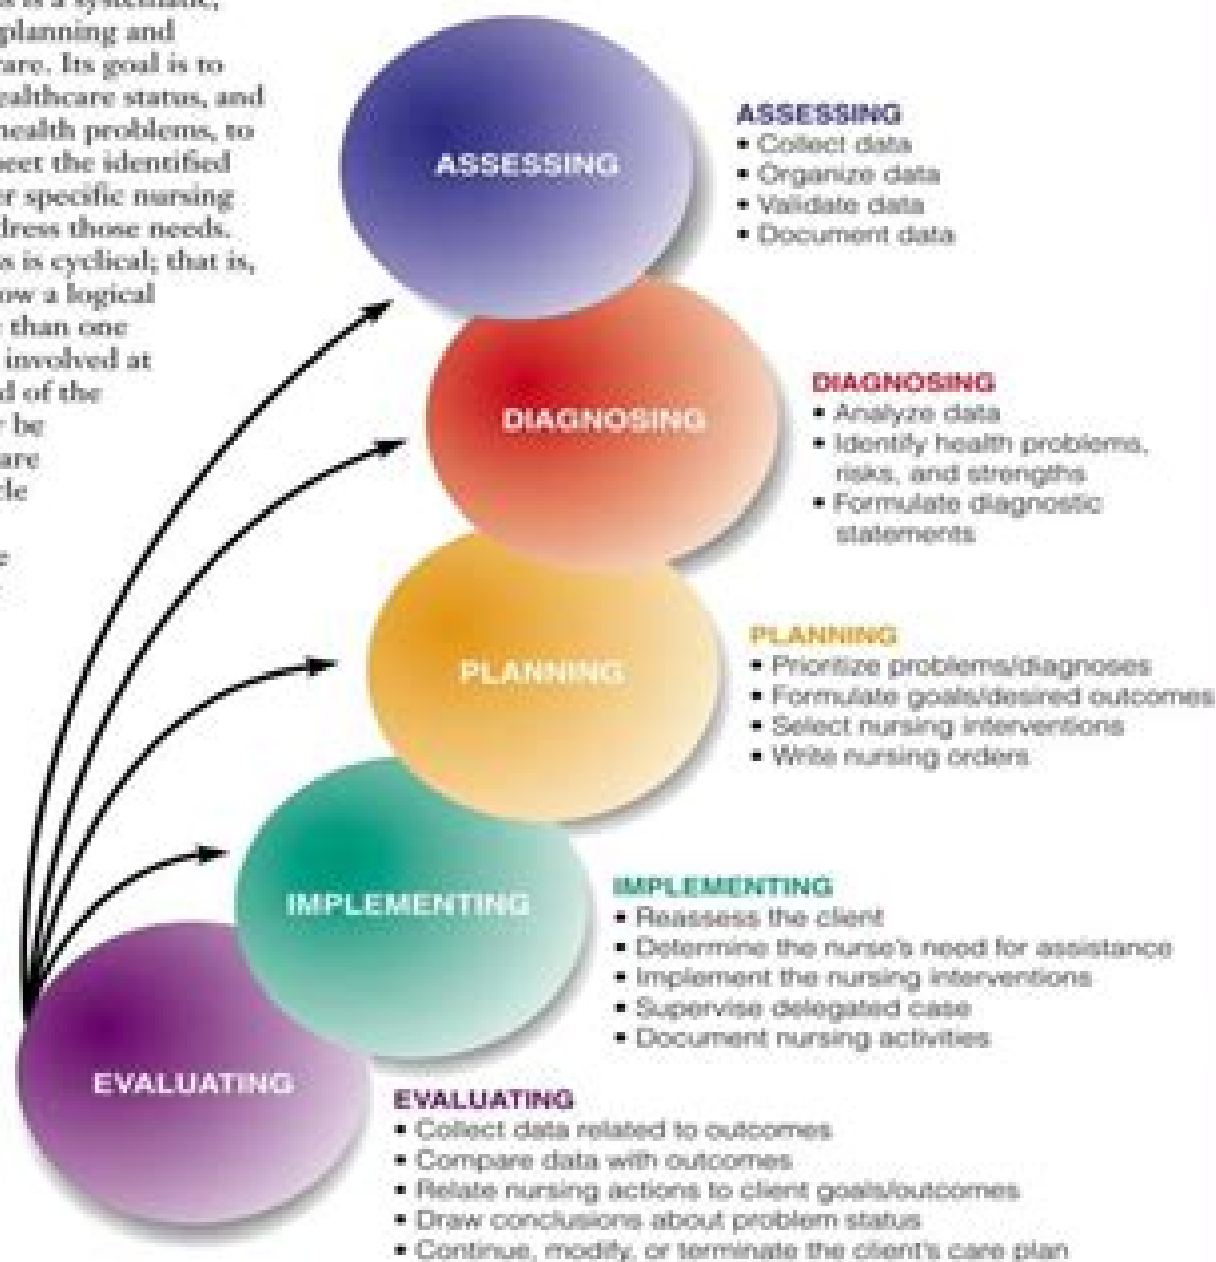 s is a systematic,
planning and
are. Its goal is to
ealthcare status, and
health problems, to
meet the identified
er specific nursing
dress those needs.
s is cyclical; that is,
ow a logical
than one
involved at
d of the
be
are
cle
ASSESSING
ASSESSING
• Collect data
• Organize data
• Validate data
• Document data
DIAGNOSING
DIAGNOSING
• Analyze data
• Identify health problems,
risks, and strengths
• Formulate diagnostic
statements
PLANNING
PLANNING
• Prioritize problems/diagnoses
• Formulate goals/desired outcomes
• Select nursing interventions
• Write nursing orders
IMPLEMENTING
IMPLEMENTING
• Reassess the client
• Determine the nurse's need for assistance
• Implement the nursing interventions
• Supervise delegated case
• Document nursing activities
EVALUATING
EVALUATING
• Collect data related to outcomes
• Compare data with outcomes
• Relate nursing actions to client goals/outcomes
• Draw conclusions about problem status
• Continue, modify, or terminate the client's care plan